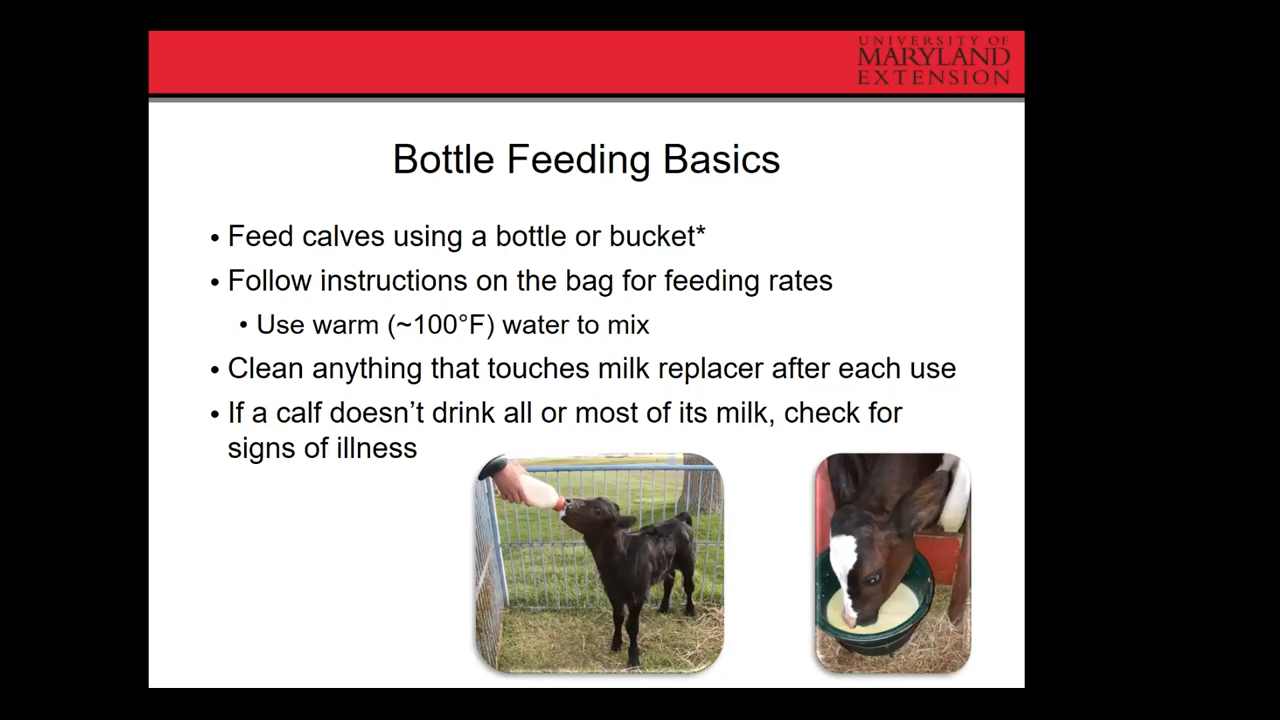 UNIVERSITY OF
MARYLAND
EXTENSION
Bottle Feeding Basics
• Feed calves using a bottle or bucket*
• Follow instructions on the bag for feeding rates
• Use warm (~100°F) water to mix
• Clean anything that touches milk replacer after each use
• If a calf doesn’t drink all or most of its milk, check for
signs of illness